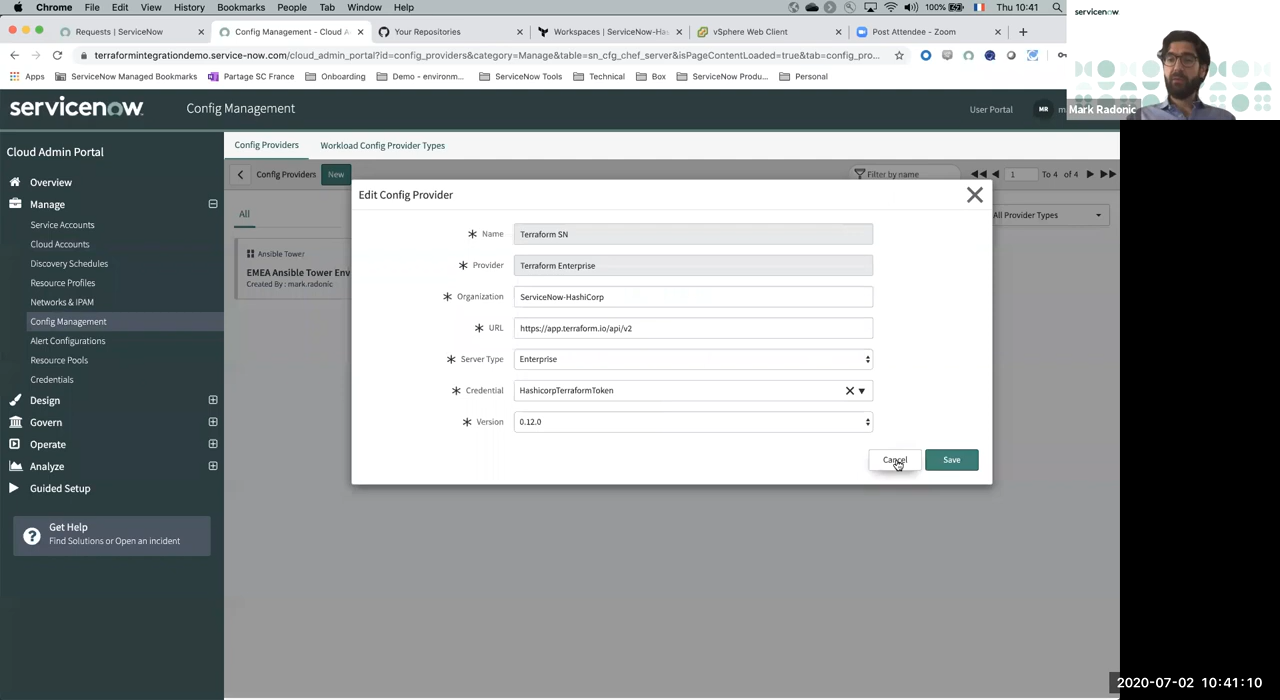 Chrome File Edit View History Bookmarks People Tab Window Help 100% Thu 10:41
servicenow
Requests | ServiceNow
Config Management - Cloud A
Your Repositories
Workspaces | ServiceNow-Has
vSphere Web Client
Post Attendee - Zoom
terraformintegrationdemo.service-now.com/cloud_admin_portal?id=config_providers&category=Manage&table=sn_cfg_chef_server&isPageContentLoaded=true&tab=config_pro...
Apps ServiceNow Managed Bookmarks Partage SC France Onboarding Demo - environm... ServiceNow Tools Technical Box ServiceNow Produ... Personal
Mark Radonic
servicenow Config Management User Portal MR m
Cloud Admin Portal
Config Providers Workload Config Provider Types
Config Providers New Filter by name 1 To 4 of 4
All All Provider Types
Ansible Tower
EMEA Ansible Tower Env
Created By : mark.radonic
Overview
Manage
Service Accounts
Cloud Accounts
Discovery Schedules
Resource Profiles
Networks & IPAM
Config Management
Alert Configurations
Resource Pools
Credentials
Design
Govern
Operate
Analyze
Guided Setup
Get Help
Find Solutions or Open an incident
Edit Config Provider
Name Terraform SN
Provider Terraform Enterprise
Organization ServiceNow-HashiCorp
URL https://app.terraform.io/api/v2
Server Type Enterprise
Credential HashicorpTerraformToken
Version 0.12.0
Cancel Save
2020-07-02 10:41:10